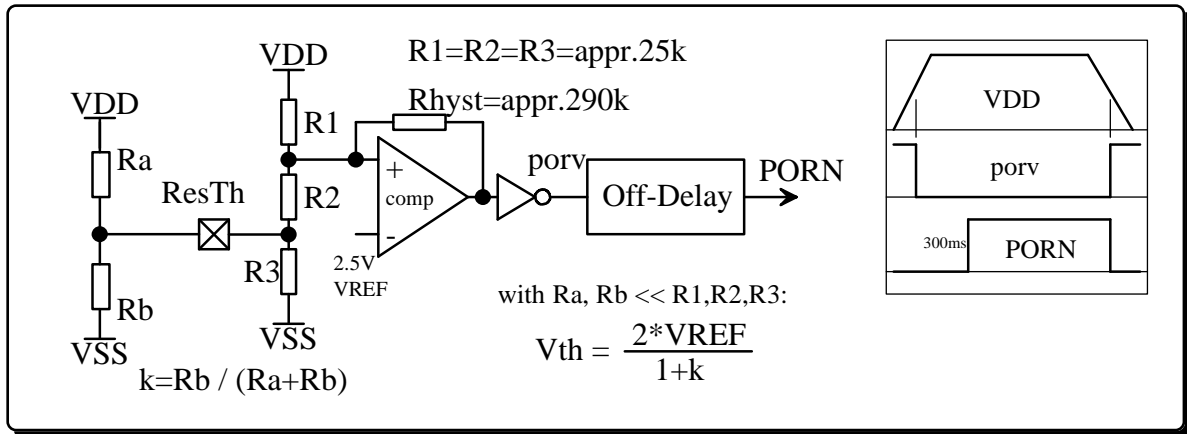 VDD
R1=R2=R3=appr.25k
VDD
Rhyst=appr.290k
VDD
R1
Ra
porv
PORN
+
porv
ResTh
R2
comp
Off-Delay
-
300ms
PORN
R3
2.5V
VREF
Rb
with Ra, Rb << R1,R2,R3:
VSS
VSS
Vth = 2*VREF
1+k
k=Rb / (Ra+Rb)